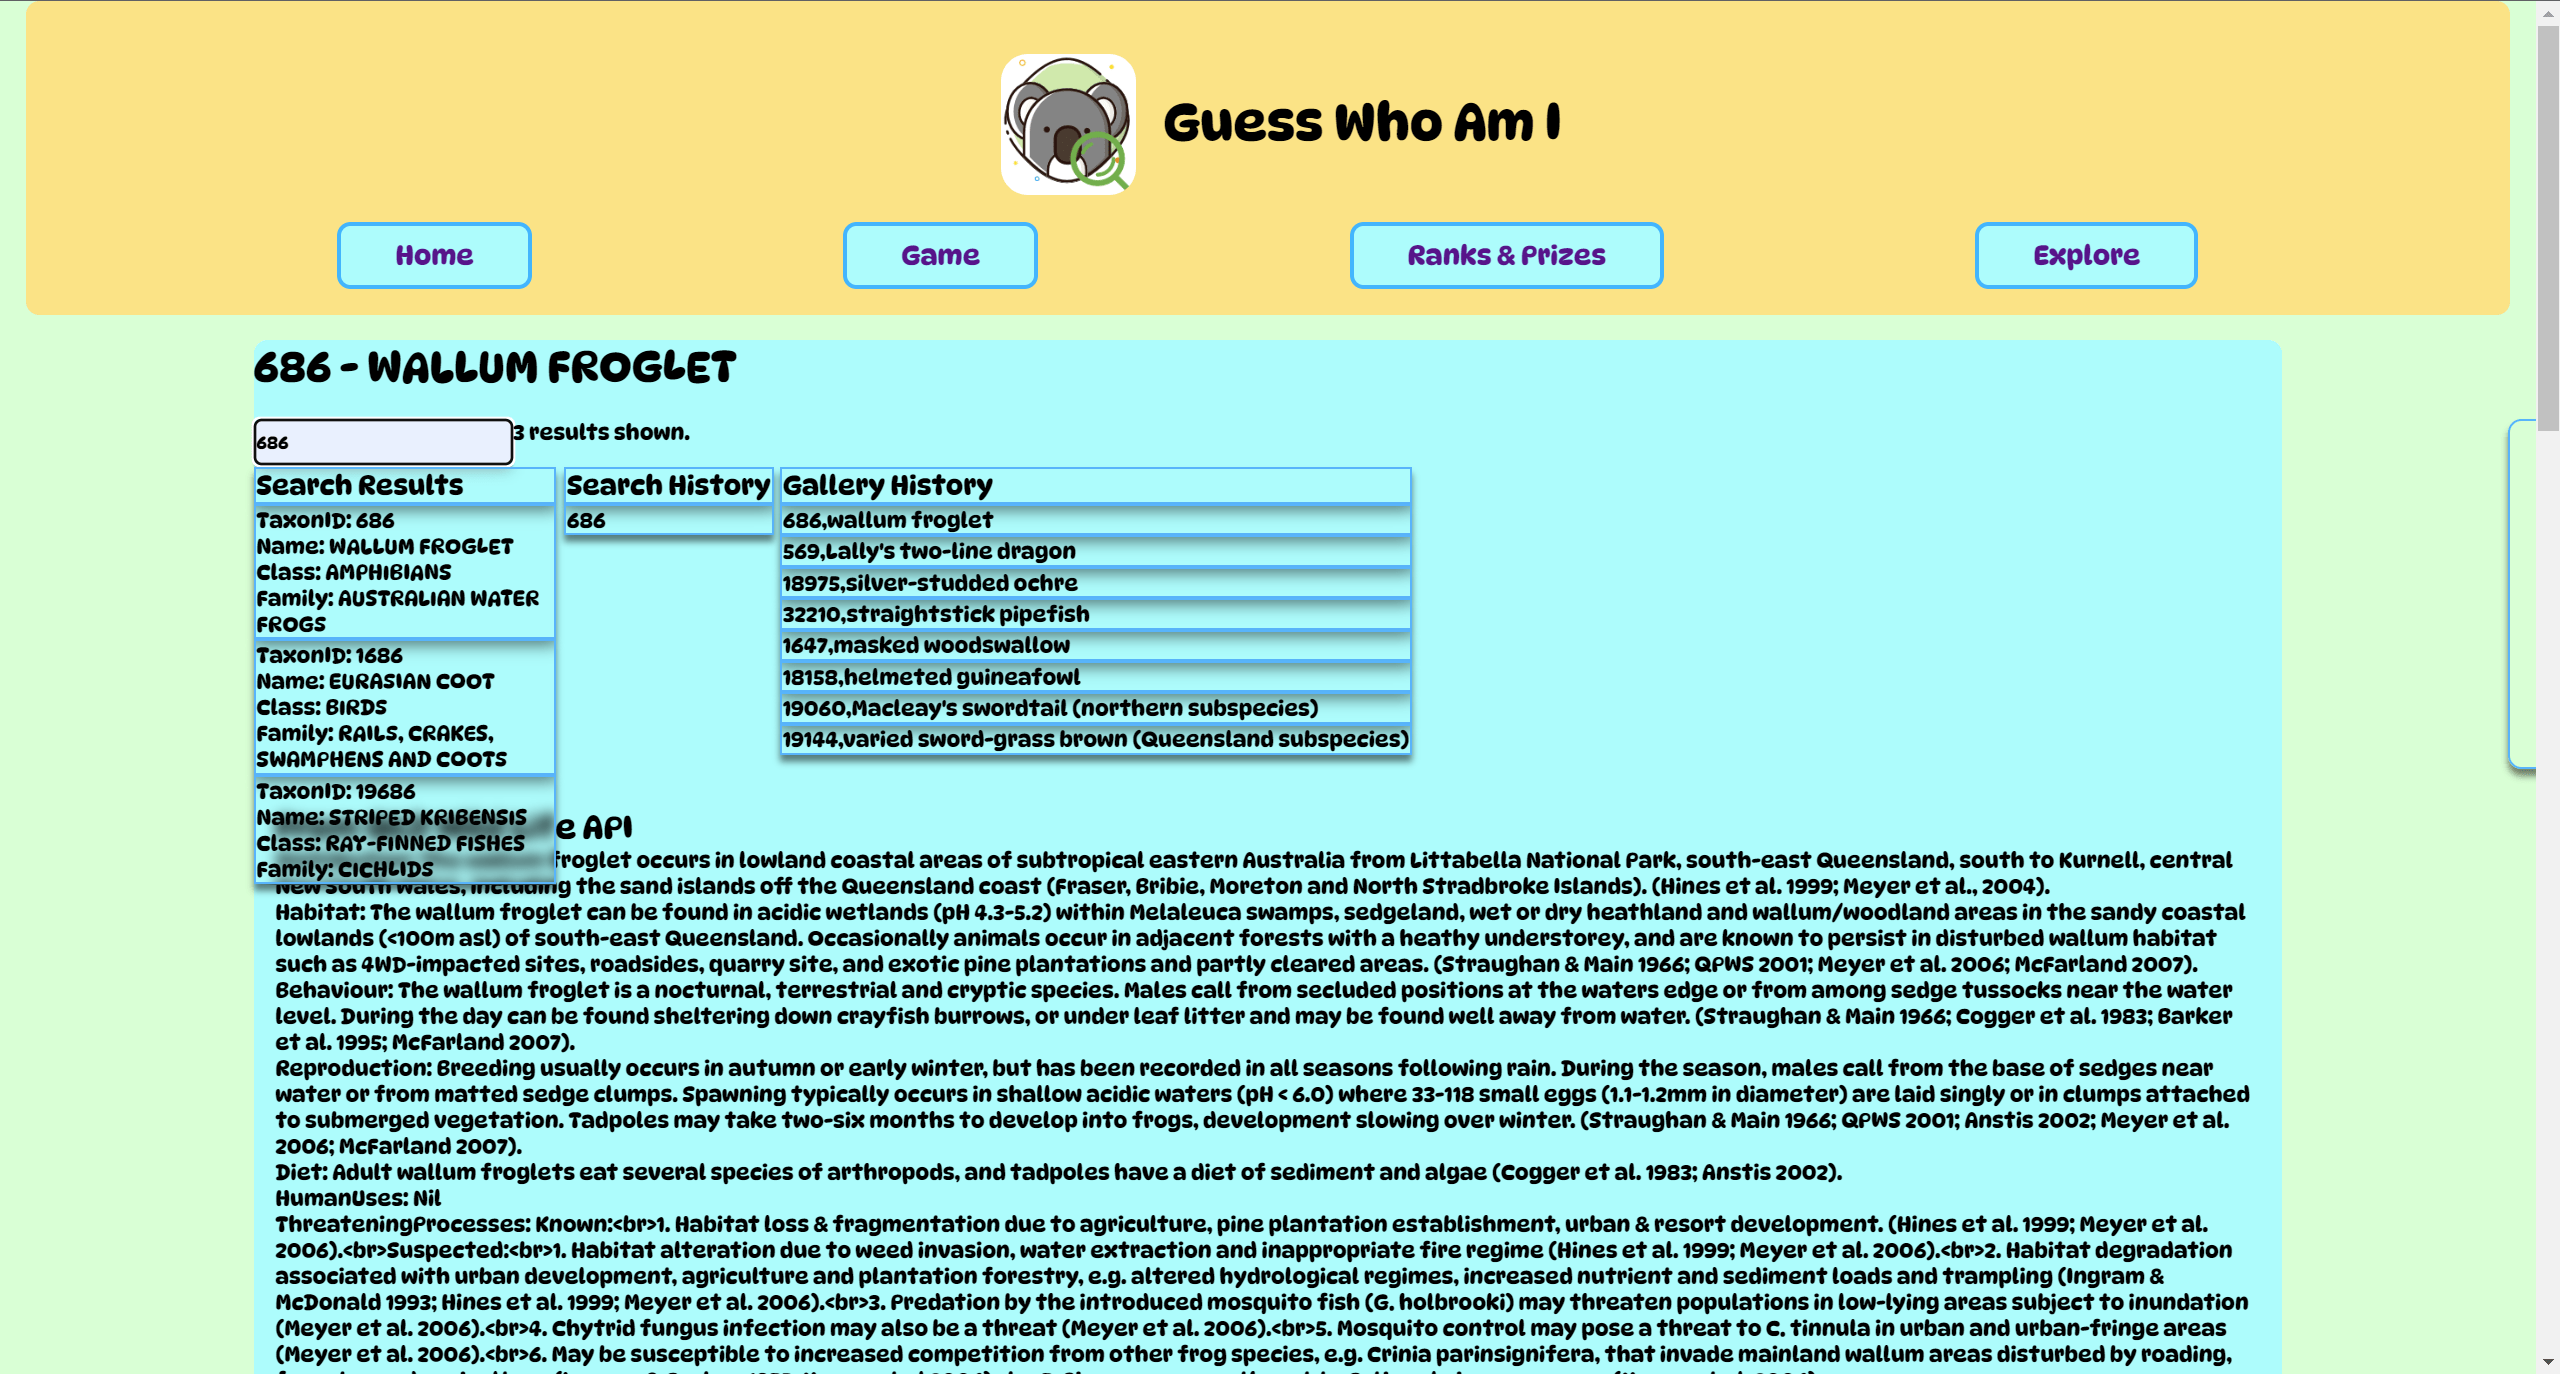 Guess Who Am I
Home
Game
Ranks & Prizes
Explore
686 - WALLUM FROGLET
686
3 results shown.
Search Results
TaxonID: 686
Name: WALLUM FROGLET
Class: AMPHIBIANS
Family: AUSTRALIAN WATER
FROGS
TaxonID: 1686
Name: EURASIAN COOT
Class: BIRDS
Family: RAILS, CRAKES,
SWAMPHENS AND COOTS
TaxonID: 19686
Name: STRIPED KRIBENSIS
Class: RAY-FINNED FISHES
Family: CICHLIDS
Search History
686
Gallery History
686,wallum froglet
569,Lally's two-line dragon
18975,silver-studded ochre
32210,straightstick pipefish
1647,masked woodswallow
18158,helmeted guineafowl
19060,Macleay's swordtail (northern subspecies)
19144,varied sword-grass brown (Queensland subspecies)
API
froglet occurs in lowland coastal areas of subtropical eastern Australia from Littabella National Park, south-east Queensland, south to Kurnell, central
New South Wales, including the sand islands off the Queensland coast (Fraser, Bribie, Moreton and North Stradbroke Islands). (Hines et al. 1999; Meyer et al., 2004).
Habitat: The wallum froglet can be found in acidic wetlands (pH 4.3-5.2) within Melaleuca swamps, sedgeland, wet or dry heathland and wallum/woodland areas in the sandy coastal
lowlands (<100m asl) of south-east Queensland. Occasionally animals occur in adjacent forests with a heathy understorey, and are known to persist in disturbed wallum habitat
such as 4WD-impacted sites, roadsides, quarry site, and exotic pine plantations and partly cleared areas. (Straughan & Main 1966; QPWS 2001; Meyer et al. 2006; McFarland 2007).
Behaviour: The wallum froglet is a nocturnal, terrestrial and cryptic species. Males call from secluded positions at the waters edge or from among sedge tussocks near the water
level. During the day can be found sheltering down crayfish burrows, or under leaf litter and may be found well away from water. (Straughan & Main 1966; Cogger et al. 1983; Barker
et al. 1995; McFarland 2007).
Reproduction: Breeding usually occurs in autumn or early winter, but has been recorded in all seasons following rain. During the season, males call from the base of sedges near
water or from matted sedge clumps. Spawning typically occurs in shallow acidic waters (pH < 6.0) where 33-118 small eggs (1.1-1.2mm in diameter) are laid singly or in clumps attached
to submerged vegetation. Tadpoles may take two-six months to develop into frogs, development slowing over winter. (Straughan & Main 1966; QPWS 2001; Anstis 2002; Meyer et al.
2006; McFarland 2007).
Diet: Adult wallum froglets eat several species of arthropods, and tadpoles have a diet of sediment and algae (Cogger et al. 1983; Anstis 2002).
HumanUses: Nil
ThreateningProcesses: Known:<br>1. Habitat loss & fragmentation due to agriculture, pine plantation establishment, urban & resort development. (Hines et al. 1999; Meyer et al.
2006).<br>Suspected:<br>1. Habitat alteration due to weed invasion, water extraction and inappropriate fire regime (Hines et al. 1999; Meyer et al. 2006).<br>2. Habitat degradation
associated with urban development, agriculture and plantation forestry, e.g. altered hydrological regimes, increased nutrient and sediment loads and trampling (Ingram &
McDonald 1993; Hines et al. 1999; Meyer et al. 2006).<br>3. Predation by the introduced mosquito fish (G. holbrooki) may threaten populations in low-lying areas subject to inundation
(Meyer et al. 2006).<br>4. Chytrid fungus infection may also be a threat (Meyer et al. 2006).<br>5. Mosquito control may pose a threat to C. tinnula in urban and urban-fringe areas
(Meyer et al. 2006).<br>6. May be susceptible to increased competition from other frog species, e.g. Crinia parinsignifera, that invade mainland wallum areas disturbed by roading,